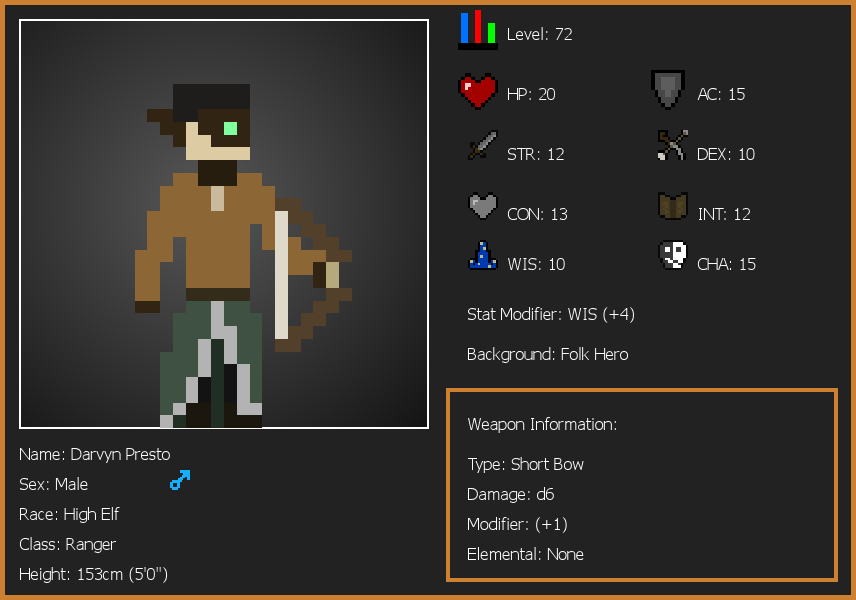 Level: 72
HP: 20
AC: 15
STR: 12
DEX: 10
CON: 13
INT: 12
WIS: 10
CHA: 15
Stat Modifier: WIS (+4)
Background: Folk Hero
Weapon Information:
Type: Short Bow
Damage: d6
Modifier: (+1)
Elemental: None
Name: Darvyn Presto
Sex: Male
Race: High Elf
Class: Ranger
Height: 153cm (5'0")